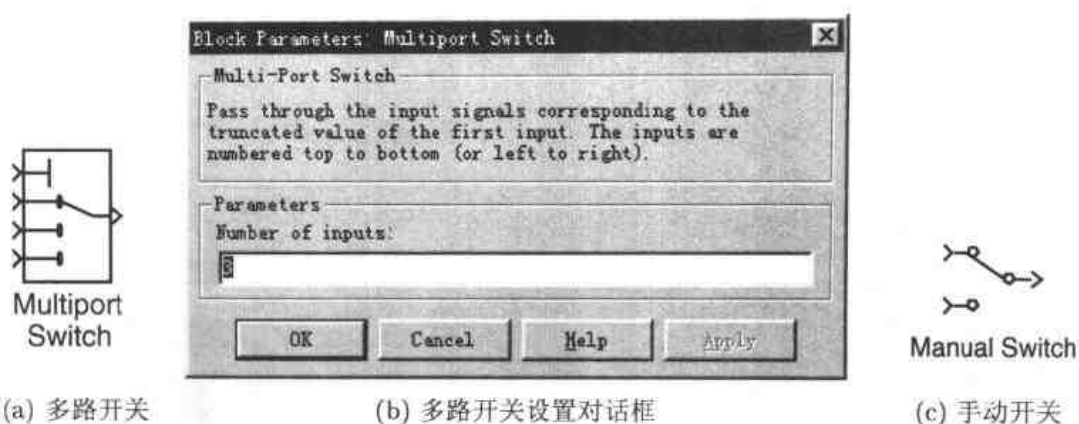 Block Parameters: Multiport Switch
Multi-Port Switch
Pass through the input signals corresponding to the
truncated value of the first input. The inputs are
numbered top to bottom (or left to right).
Parameters
Number of inputs:
3
OK
Cancel
Help
Apply
Multiport
Switch
Manual Switch
(a) 多路开关
(b) 多路开关设置对话框
(c) 手动开关